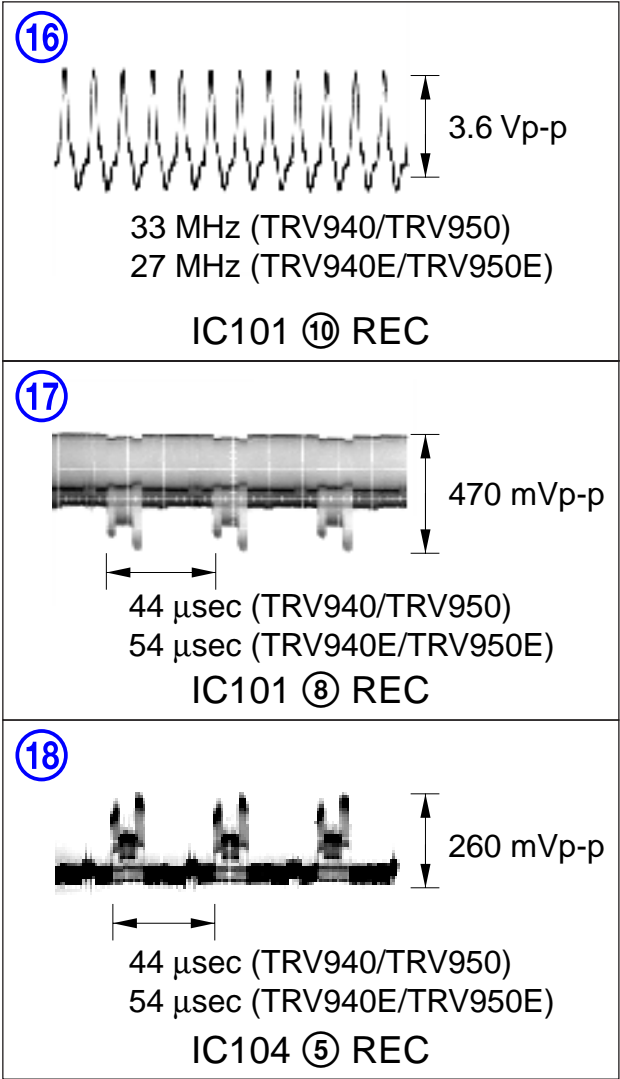 ⑯
3.6 Vp-p
33 MHz (TRV940/TRV950)
27 MHz (TRV940E/TRV950E)
IC101 ⑩ REC
⑰
470 mVp-p
44 μsec (TRV940/TRV950)
54 μsec (TRV940E/TRV950E)
IC101 ⑧ REC
⑱
260 mVp-p
44 μsec (TRV940/TRV950)
54 μsec (TRV940E/TRV950E)
IC104 ⑤ REC